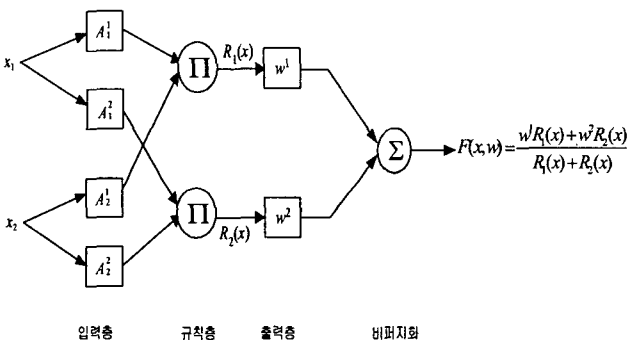 x₁
A₁¹
A₁²
x₂
A₂¹
A₂²
Π
R₁(x)
Π
R₂(x)
w¹
w²
Σ
F(x,w) = (w¹R₁(x) + w²R₂(x)) / (R₁(x) + R₂(x))
입력층 규칙층 출력층 비퍼지화